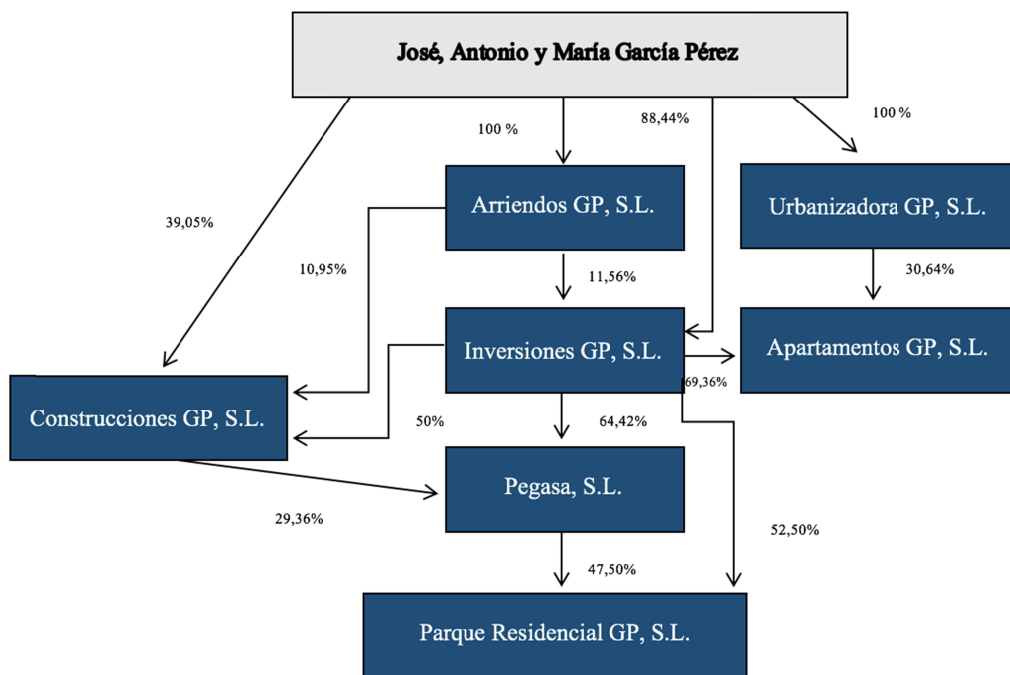 José, Antonio y María García Pérez
88,44%
100 %
100 %
Arriendos GP, S.L.
Urbanizadora GP, S.L.
39,05%
10,95%
11,56%
30,64%
Inversiones GP, S.L.
Apartamentos GP, S.L.
69,36%
Construcciones GP, S.L.
50%
64,42%
Pegasa, S.L.
29,36%
52,50%
47,50%
Parque Residencial GP, S.L.